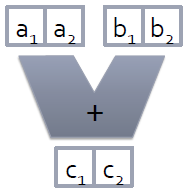 a₁ a₂ b₁ b₂
+
c₁ c₂